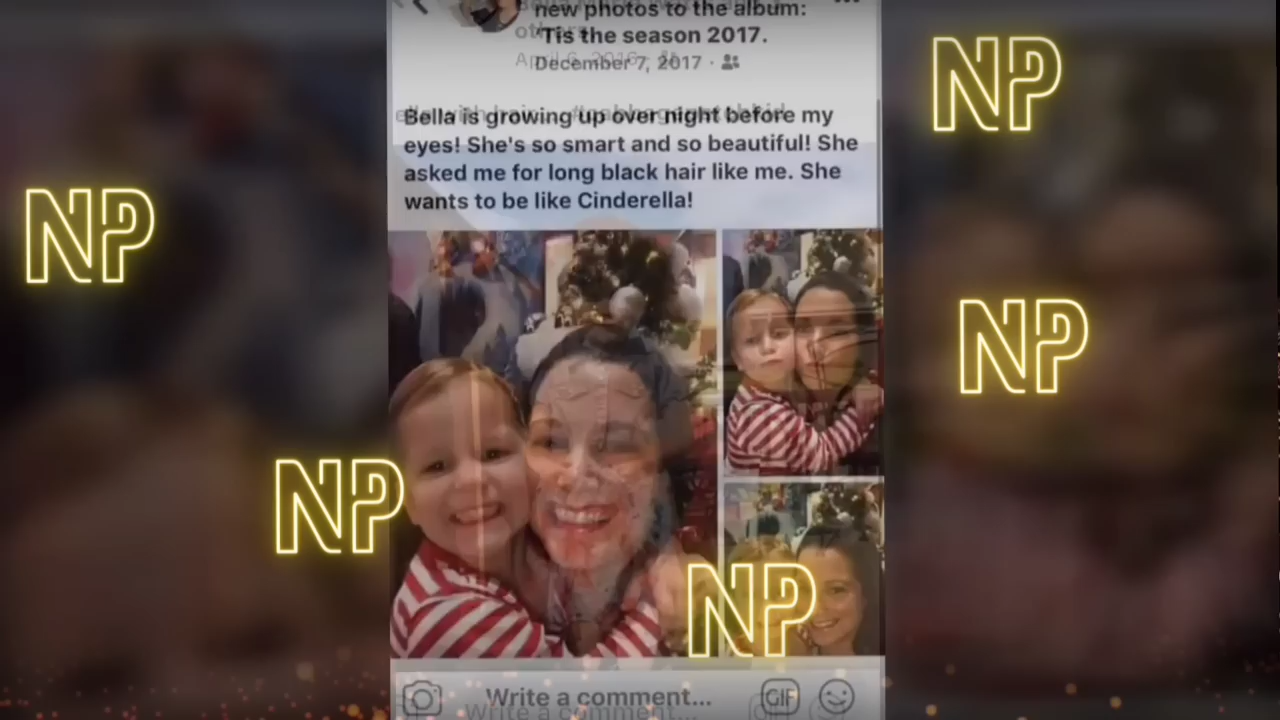 new photos to the album:
'Tis the season 2017.
December 7, 2017 ·
Bella is growing up over night before my
eyes! She's so smart and so beautiful! She
asked me for long black hair like me. She
wants to be like Cinderella!
NP
NP
NP
NP
NP
Write a comment...
GIF
Write a comment...